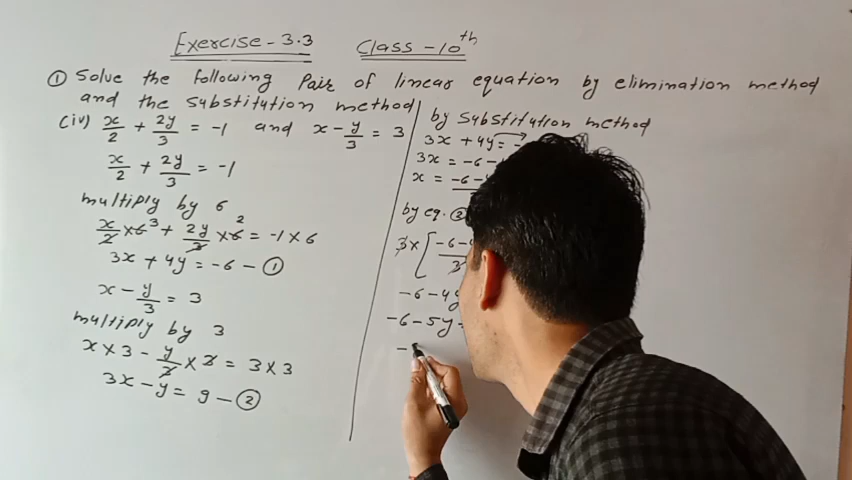 Exercise-3.3 Class-10th
① Solve the following Pair of linear equation by elimination method
and the substitution method
(iv) x/2 + 2y/3 = -1 and x - y/3 = 3
x/2 + 2y/3 = -1
multiply by 6
x/2 × 6 3 + 2y/3 × 6 2 = -1 × 6
3x + 4y = -6 - ①
x - y/3 = 3
multiply by 3
x × 3 - y/3 × 3 = 3 × 3
3x - y = 9 - ②
by substitution method
3x + 4y = -
3x = -6 -
x = -6 -
by eq. ②
3 × [ -6 - 4 / 3
-6 - 4y
-6 - 5y
-